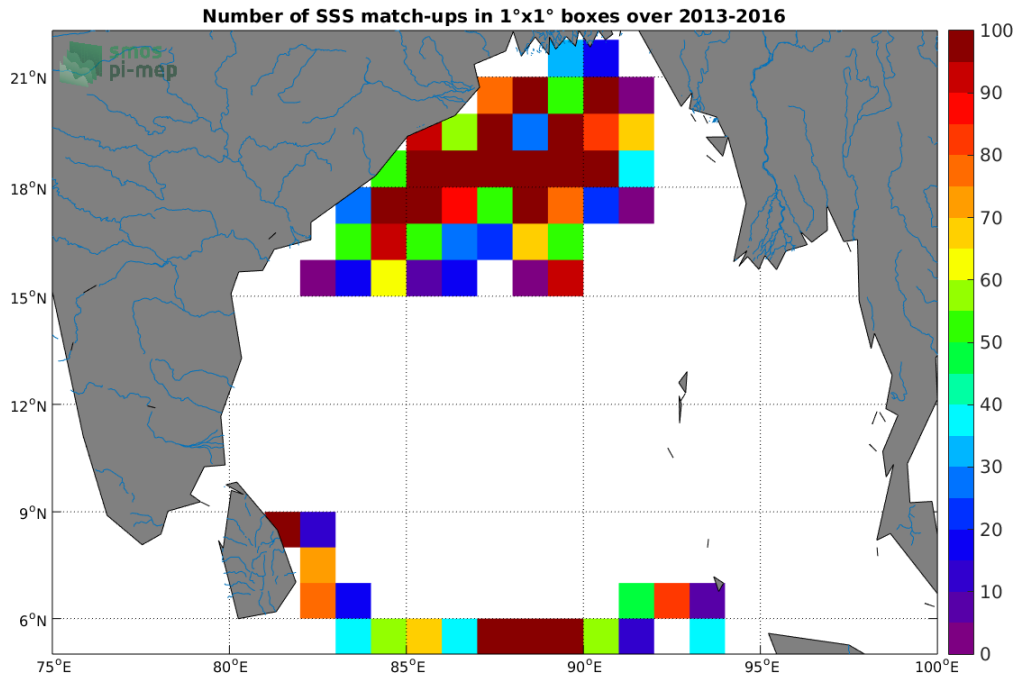 Number of SSS match-ups in 1°x1° boxes over 2013-2016
smos
pi-mep
21°N
18°N
15°N
12°N
9°N
6°N
75°E 80°E 85°E 90°E 95°E 100°E
100
90
80
70
60
50
40
30
20
10
0